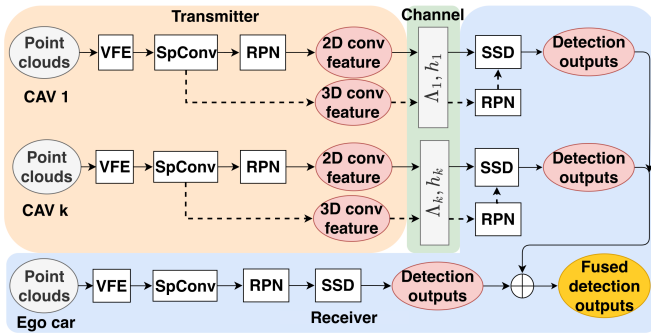 Transmitter
Channel
Point
clouds
VFE
SpConv
RPN
2D conv
feature
Λ₁, h₁
SSD
Detection
outputs
CAV 1
3D conv
feature
RPN
Point
clouds
VFE
SpConv
RPN
2D conv
feature
Λₖ, hₖ
SSD
Detection
outputs
CAV k
3D conv
feature
RPN
Point
clouds
VFE
SpConv
RPN
SSD
Detection
outputs
Fused
detection
outputs
Ego car
Receiver